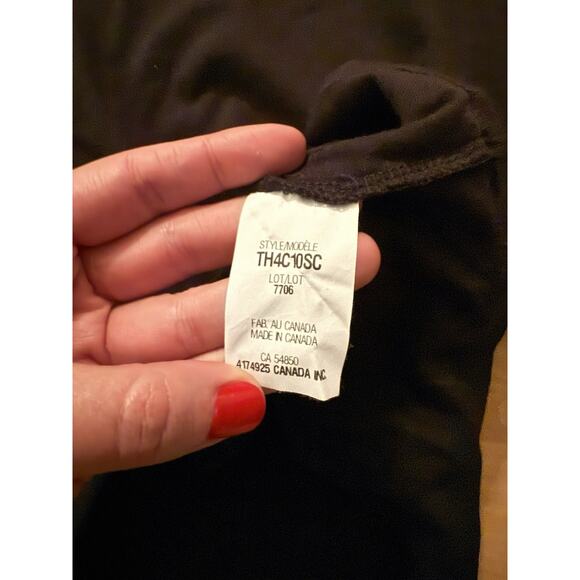 STYLE/MODÈLE
TH4C10SC
LOT/LOT
7706
FAB. AU CANADA
MADE IN CANADA
CA 54850
4174925 CANADA INC.